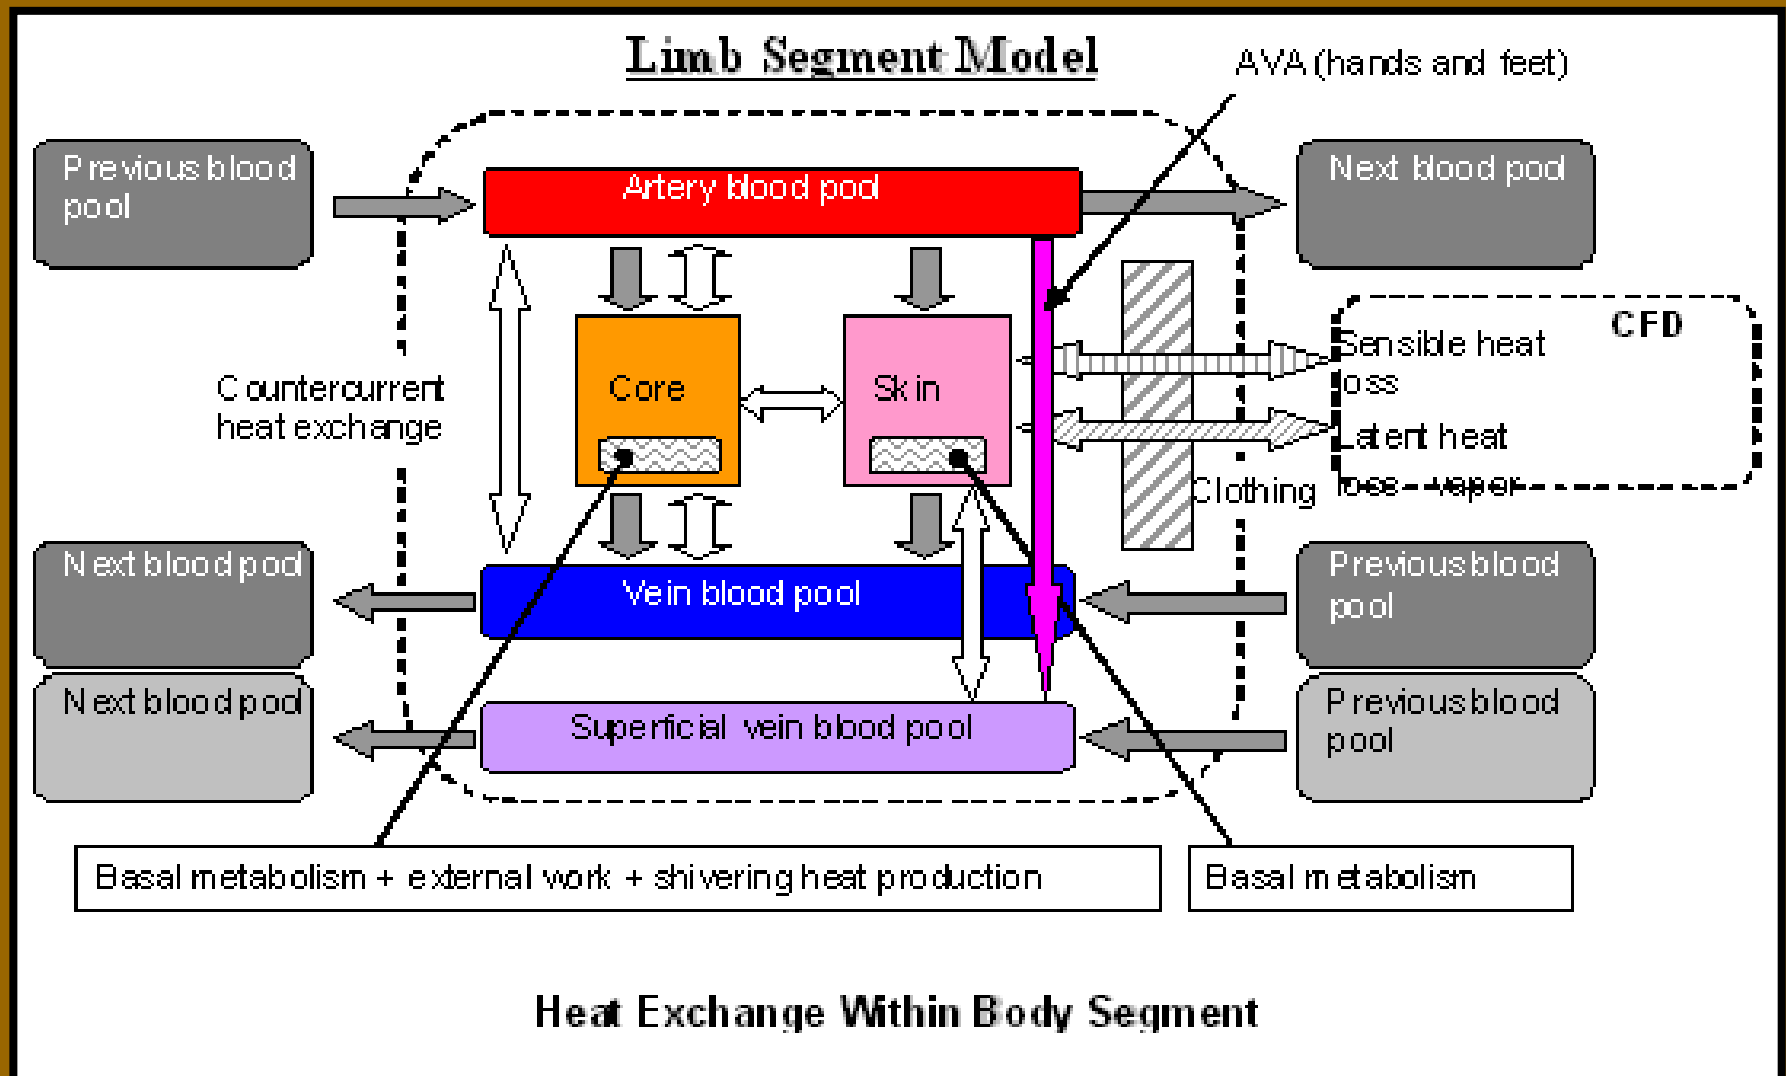 Limb Segment Model
AVA (hands and feet)
Previous blood
pool
Artery blood pool
Next blood pool
CFD
Sensible heat
loss
Countercurrent
heat exchange
Core
Skin
Latent heat
loss - vapor
Clothing
Next blood pool
Vein blood pool
Previous blood
pool
Next blood pool
Superficial vein blood pool
Previous blood
pool
Basal metabolism + external work + shivering heat production
Basal metabolism
Heat Exchange Within Body Segment